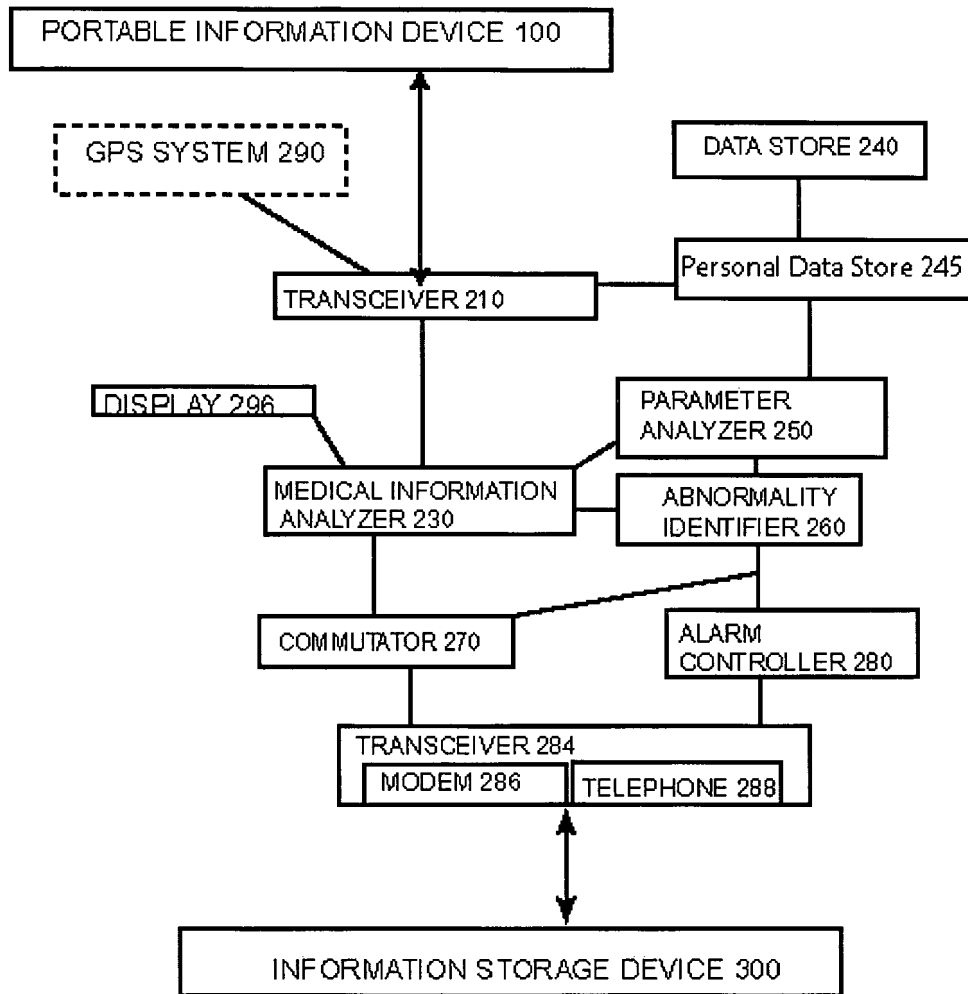 PORTABLE INFORMATION DEVICE 100
GPS SYSTEM 290
DATA STORE 240
Personal Data Store 245
TRANSCEIVER 210
DISPLAY 296
PARAMETER
ANALYZER 250
MEDICAL INFORMATION
ANALYZER 230
ABNORMALITY
IDENTIFIER 260
COMMUTATOR 270
ALARM
CONTROLLER 280
TRANSCEIVER 284
MODEM 286
TELEPHONE 288
INFORMATION STORAGE DEVICE 300